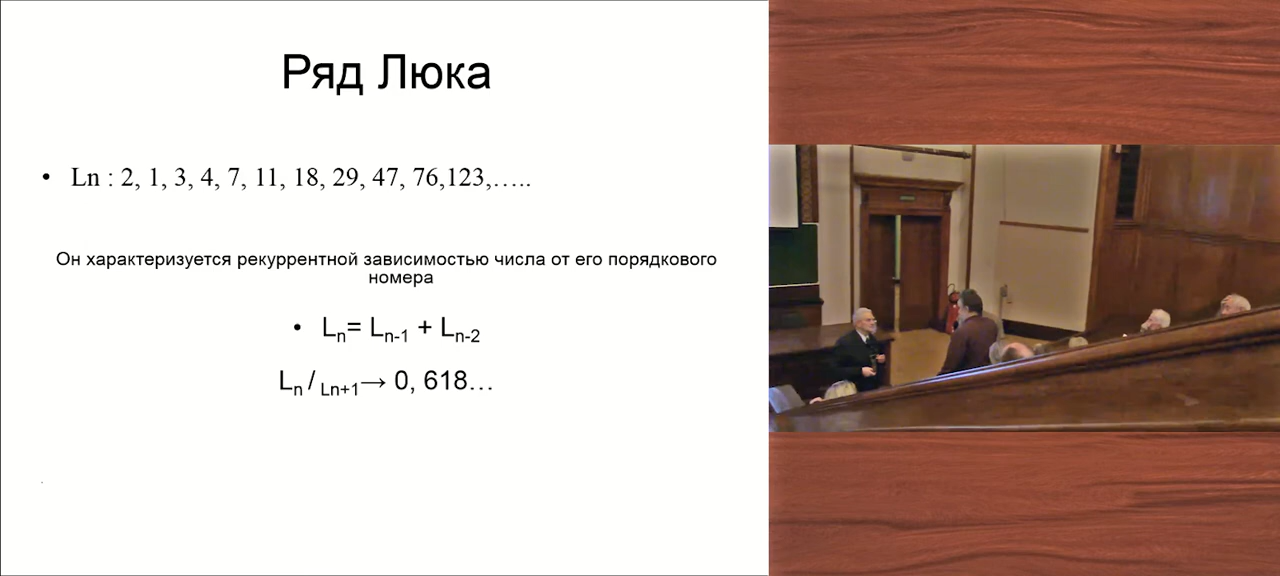 Ряд Люка
• Ln : 2, 1, 3, 4, 7, 11, 18, 29, 47, 76,123,…..
Он характеризуется рекуррентной зависимостью числа от его порядкового
номера
• Ln= Ln-1 + Ln-2
Ln / Ln+1→ 0, 618…